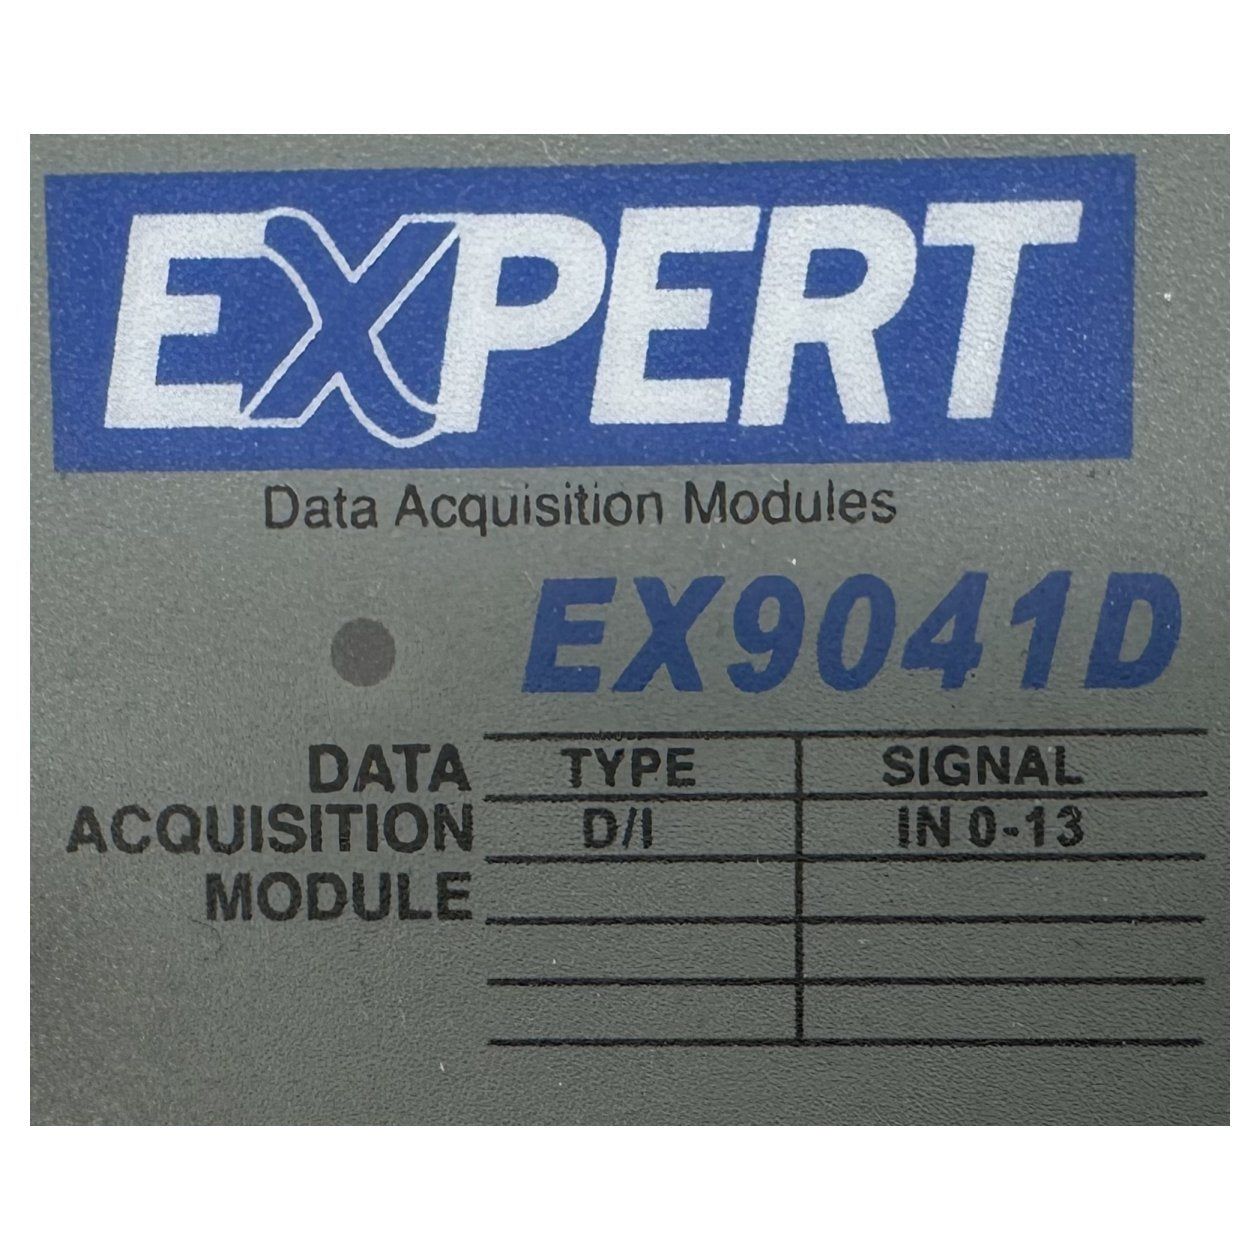 EXPERT
Data Acquisition Modules
EX9041D
DATA ACQUISITION MODULE
TYPE SIGNAL
D/I IN 0-13